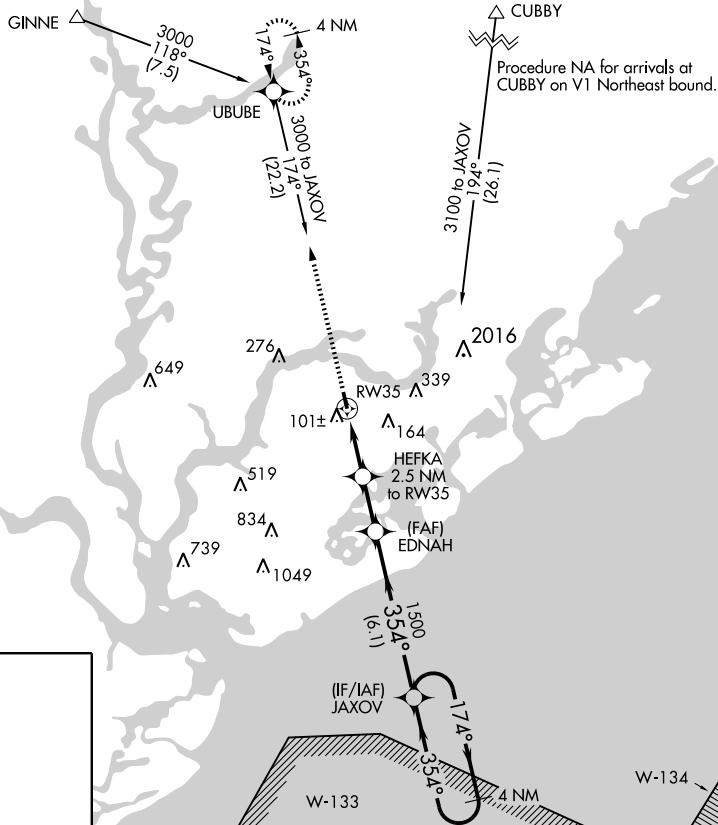 GINNE
3000
118°
(7.5)
174°
354°
4 NM
UBUBE
3000 to JAXOV
174°
(22.2)
CUBBY
Procedure NA for arrivals at
CUBBY on V1 Northeast bound.
3100 to JAXOV
194°
(26.1)
2016
649
276
339
RW35
101±
164
HEFKA
2.5 NM
to RW35
519
834
(FAF)
EDNAH
739
1049
1500
354°
(6.1)
(IF/IAF)
JAXOV
174°
354°
4 NM
W-133
W-134